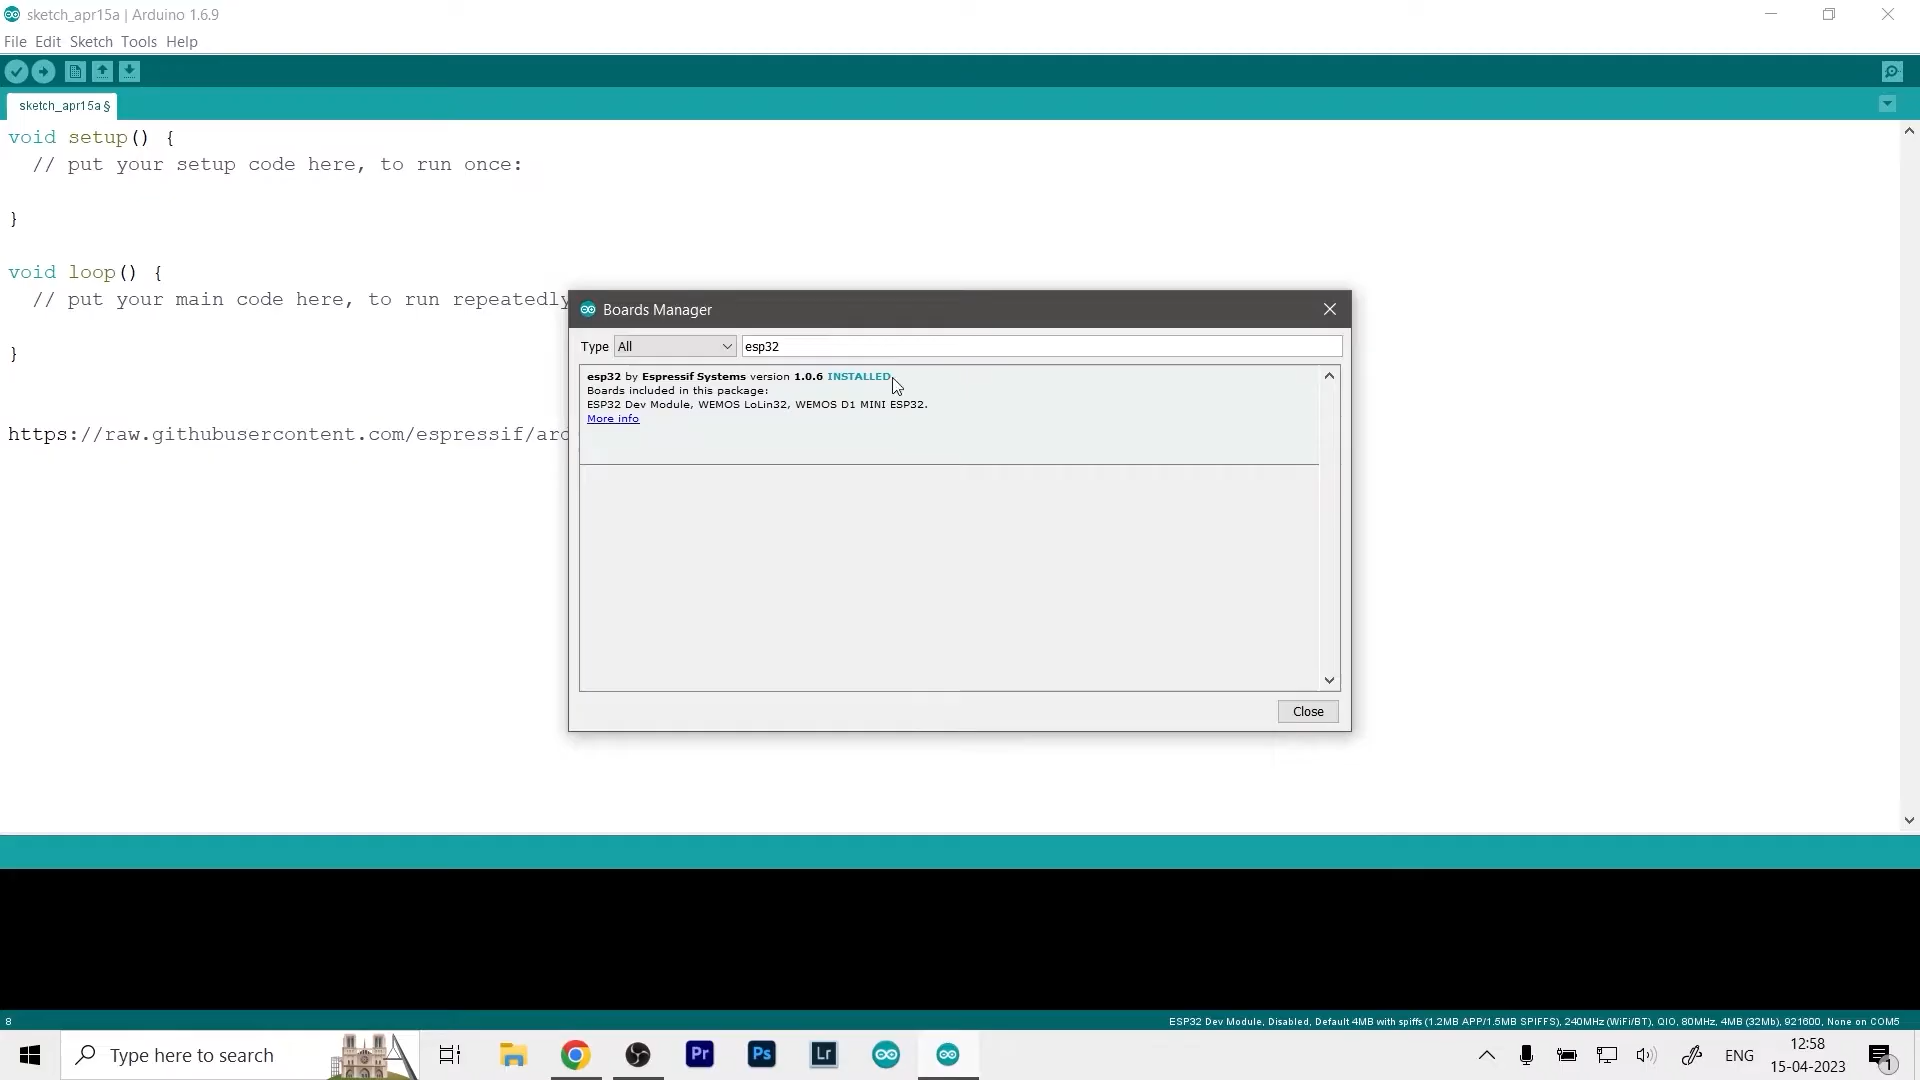 sketch_apr15a | Arduino 1.6.9
File Edit Sketch Tools Help
sketch_apr15a §
void setup() {
// put your setup code here, to run once:
}
void loop() {
// put your main code here, to run repeatedly
}
https://raw.githubusercontent.com/espressif/ard
Boards Manager
Type All esp32
esp32 by Espressif Systems version 1.0.6 INSTALLED
Boards included in this package:
ESP32 Dev Module, WEMOS LoLin32, WEMOS D1 MINI ESP32.
More info
Close
8
ESP32 Dev Module, Disabled, Default 4MB with spiffs (1.2MB APP/1.5MB SPIFFS), 240MHz (WiFi/BT), QIO, 80MHz, 4MB (32Mb), 921600, None on COM5
Type here to search
Pr
Ps
Lr
ENG
12:58
15-04-2023
1